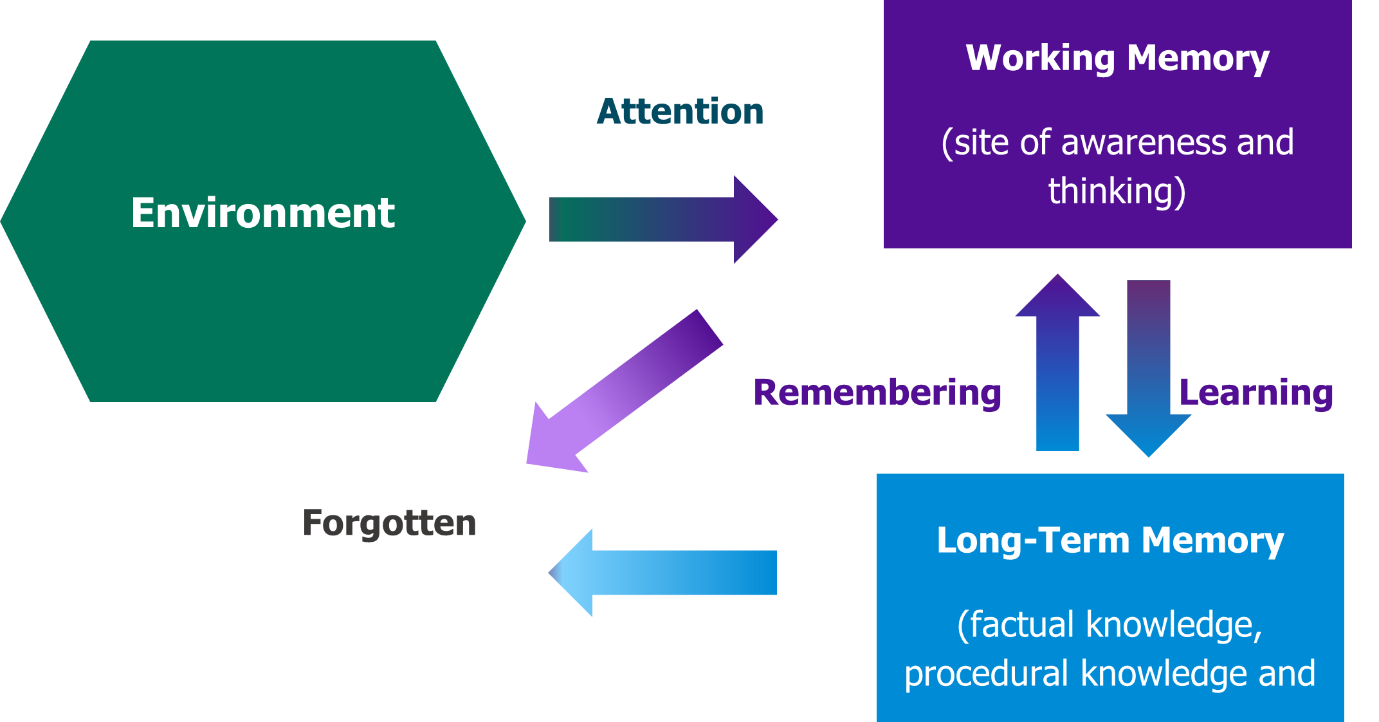 Environment
Attention
Working Memory
(site of awareness and
thinking)
Remembering
Learning
Forgotten
Long-Term Memory
(factual knowledge,
procedural knowledge and